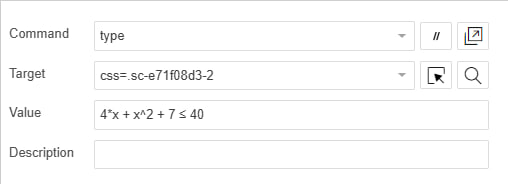 Command type //
Target css=.sc-e71f08d3-2
Value 4*x + x^2 + 7 ≤ 40
Description